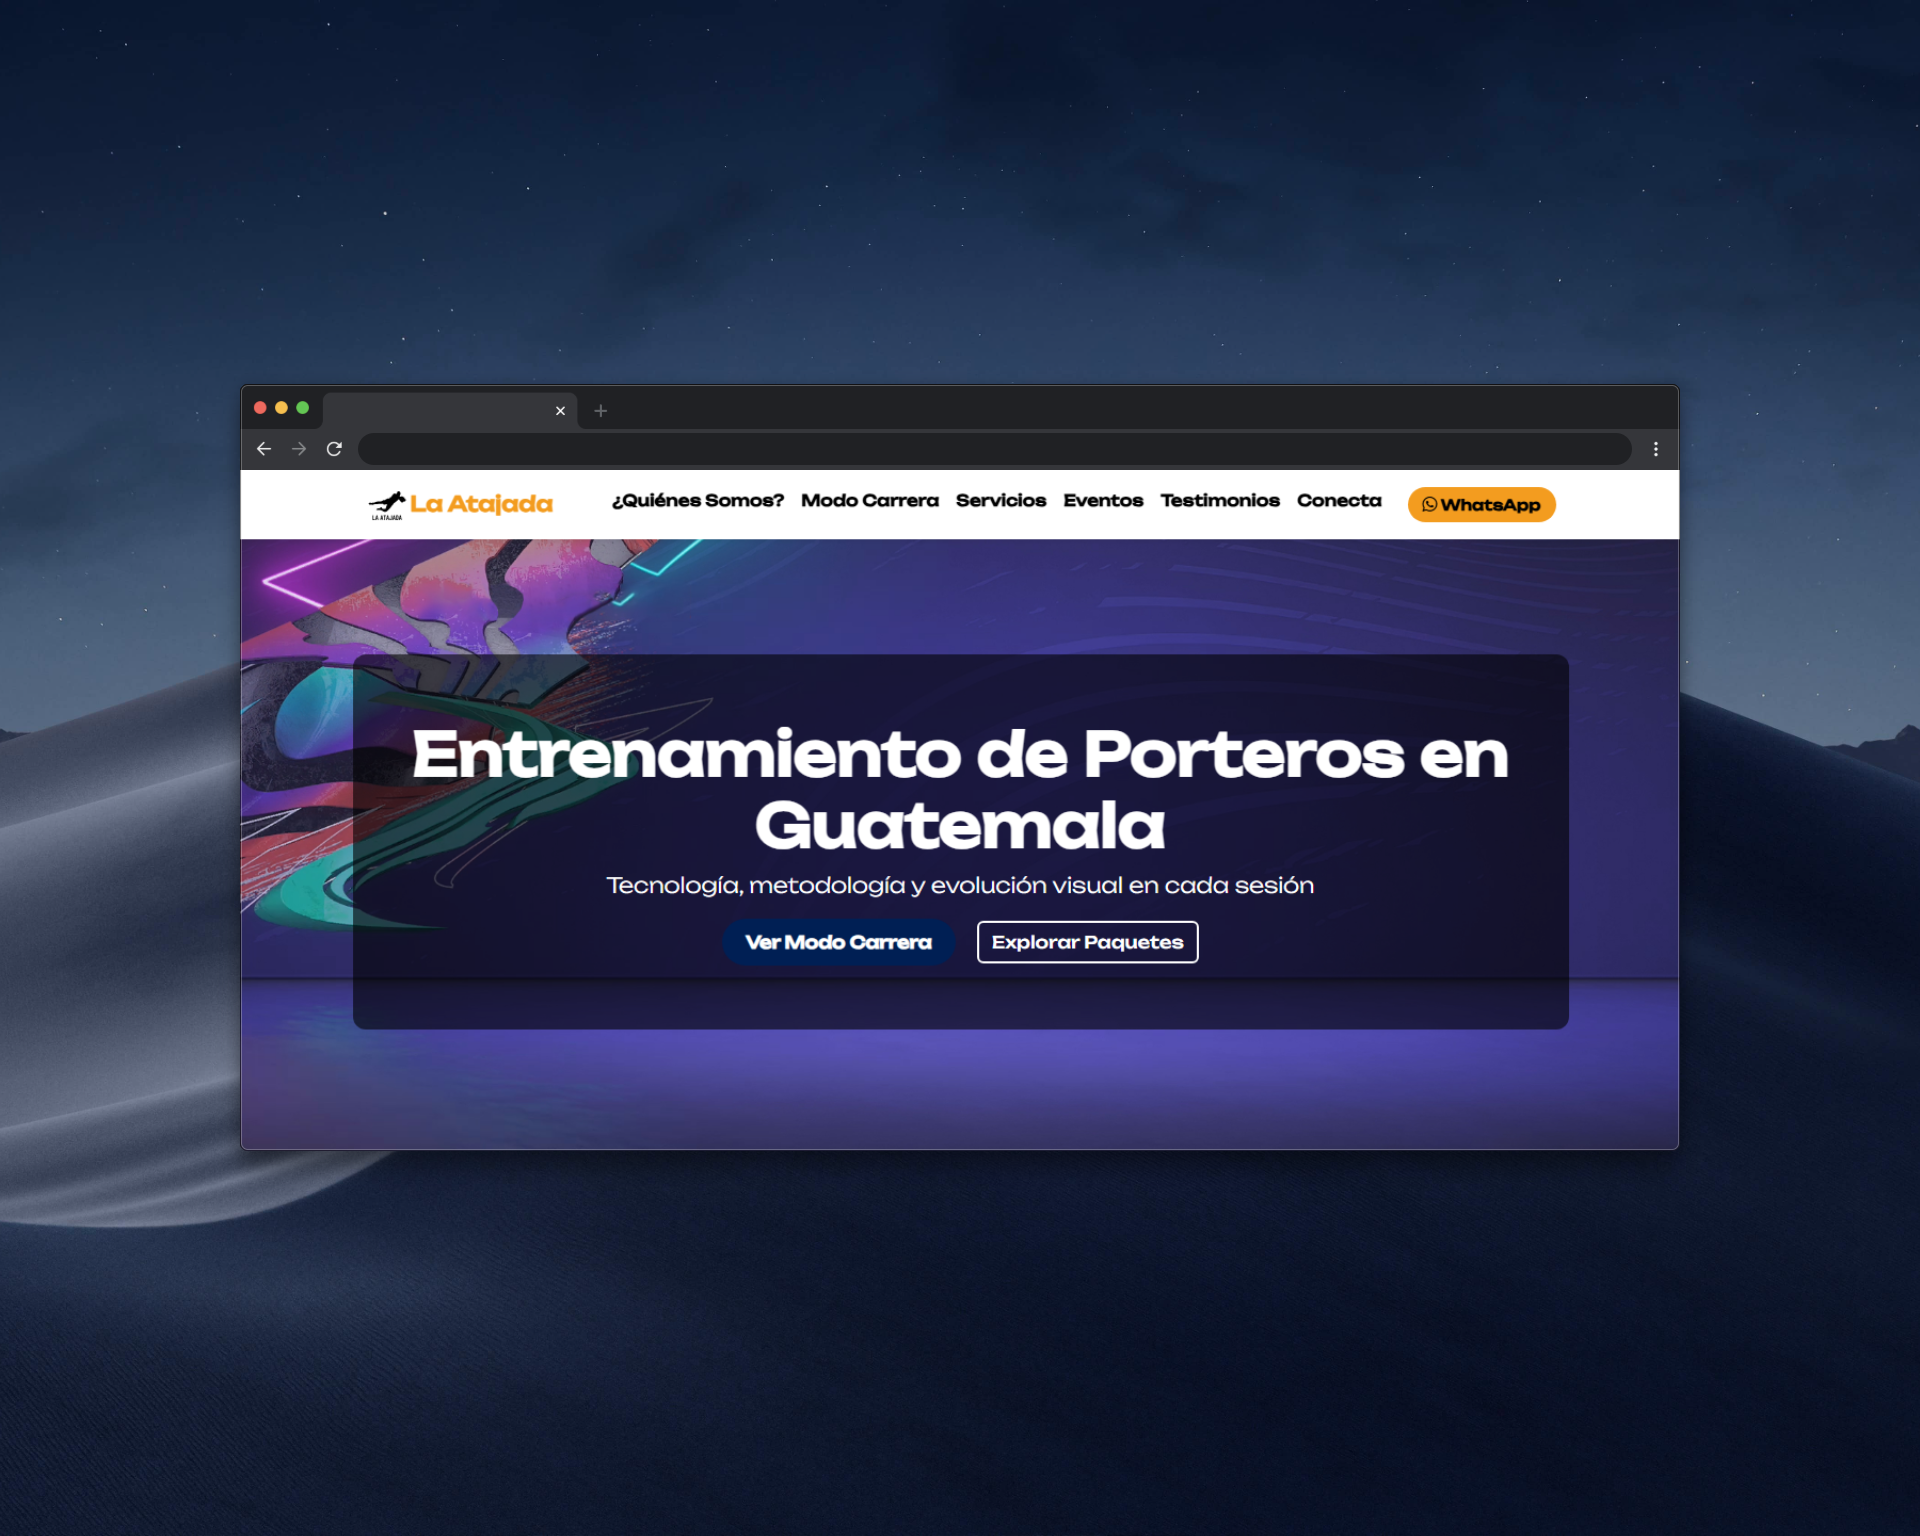 LA ATAJADA
La Atajada
¿Quiénes Somos? Modo Carrera Servicios Eventos Testimonios Conecta
WhatsApp
Entrenamiento de Porteros en
Guatemala
Tecnología, metodología y evolución visual en cada sesión
Ver Modo Carrera
Explorar Paquetes